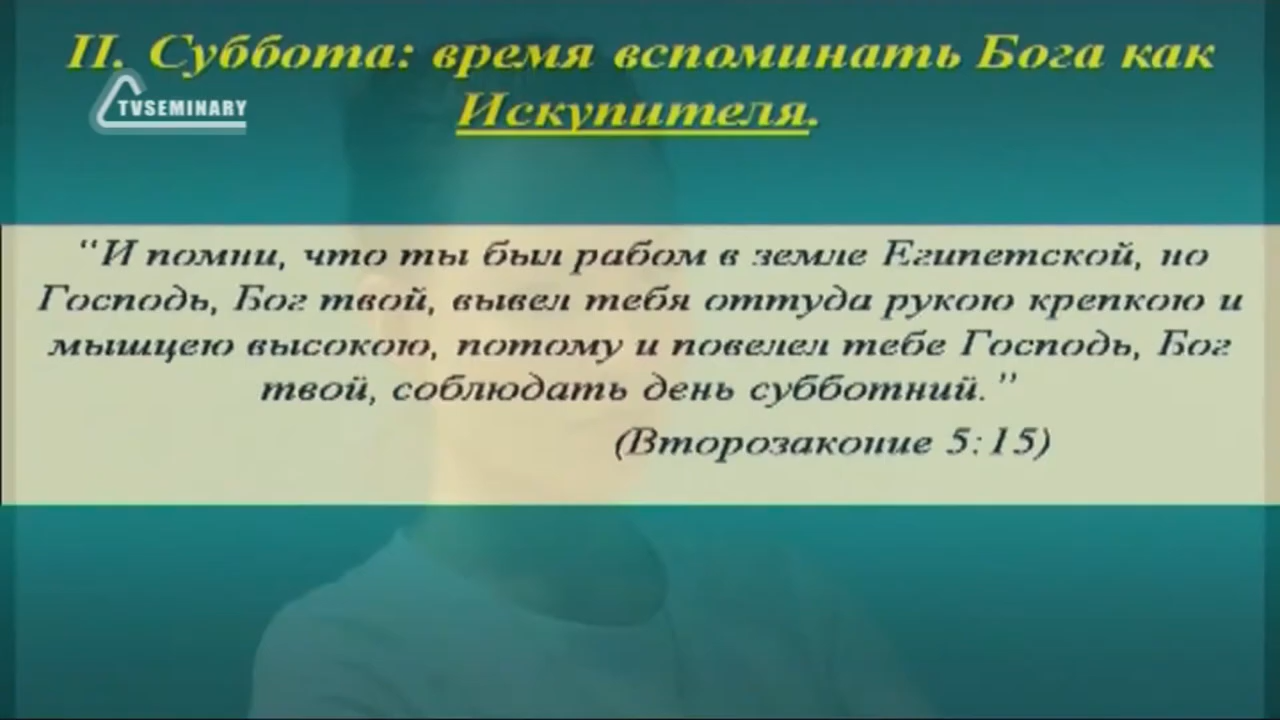 II. Суббота: время вспоминать Бога как
Искупителя.
TVSEMINARY
“И помни, что ты был рабом в земле Египетской, но
Господь, Бог твой, вывел тебя оттуда рукою крепкою и
мышцею высокою, потому и повелел тебе Господь, Бог
твой, соблюдать день субботний.”
(Второзаконие 5:15)